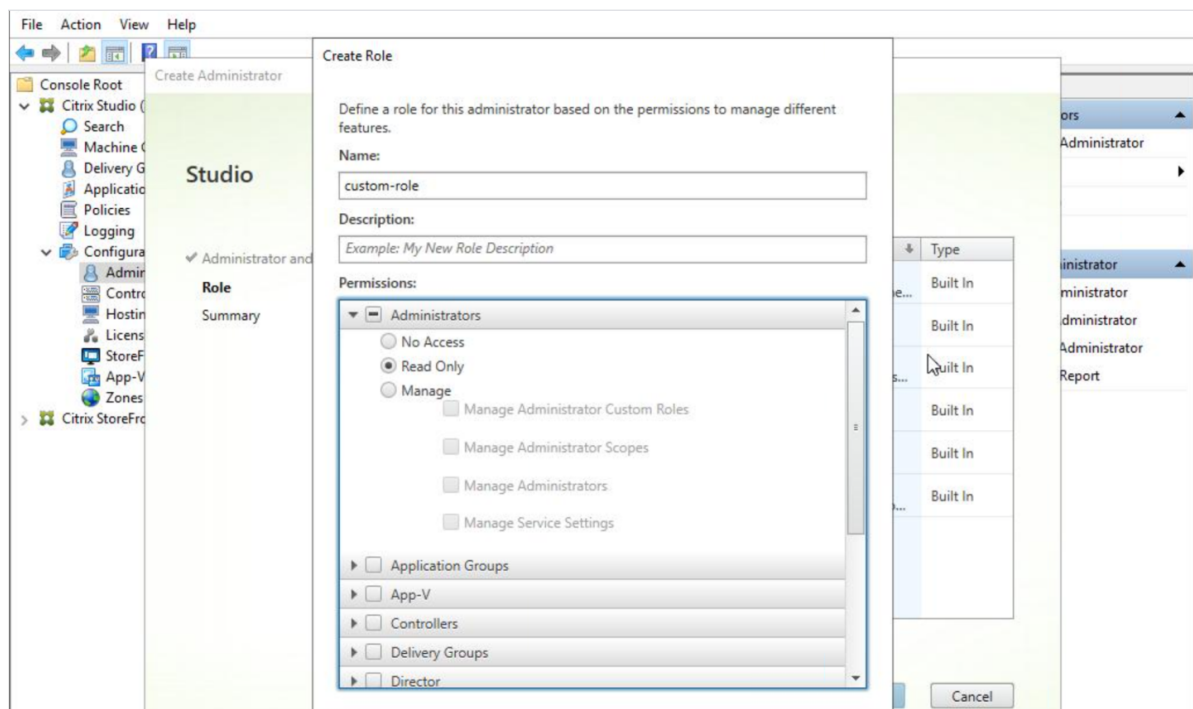 File Action View Help
Create Role
Create Administrator
Console Root
Citrix Studio (
Search
Machine
Delivery G
Applicatio
Policies
Logging
Configura
Admir
Contro
Hostin
Licens
StoreF
App-V
Zones
Citrix StoreFro
Studio
Administrator and
Role
Summary
Define a role for this administrator based on the permissions to manage different
features.
Name:
custom-role
Description:
Example: My New Role Description
Permissions:
Administrators
No Access
Read Only
Manage
Manage Administrator Custom Roles
Manage Administrator Scopes
Manage Administrators
Manage Service Settings
Application Groups
App-V
Controllers
Delivery Groups
Director
Type
e... Built In
Built In
s... Built In
Built In
Built In
Built In
Cancel
ors
Administrator
inistrator
ministrator
dministrator
Administrator
Report